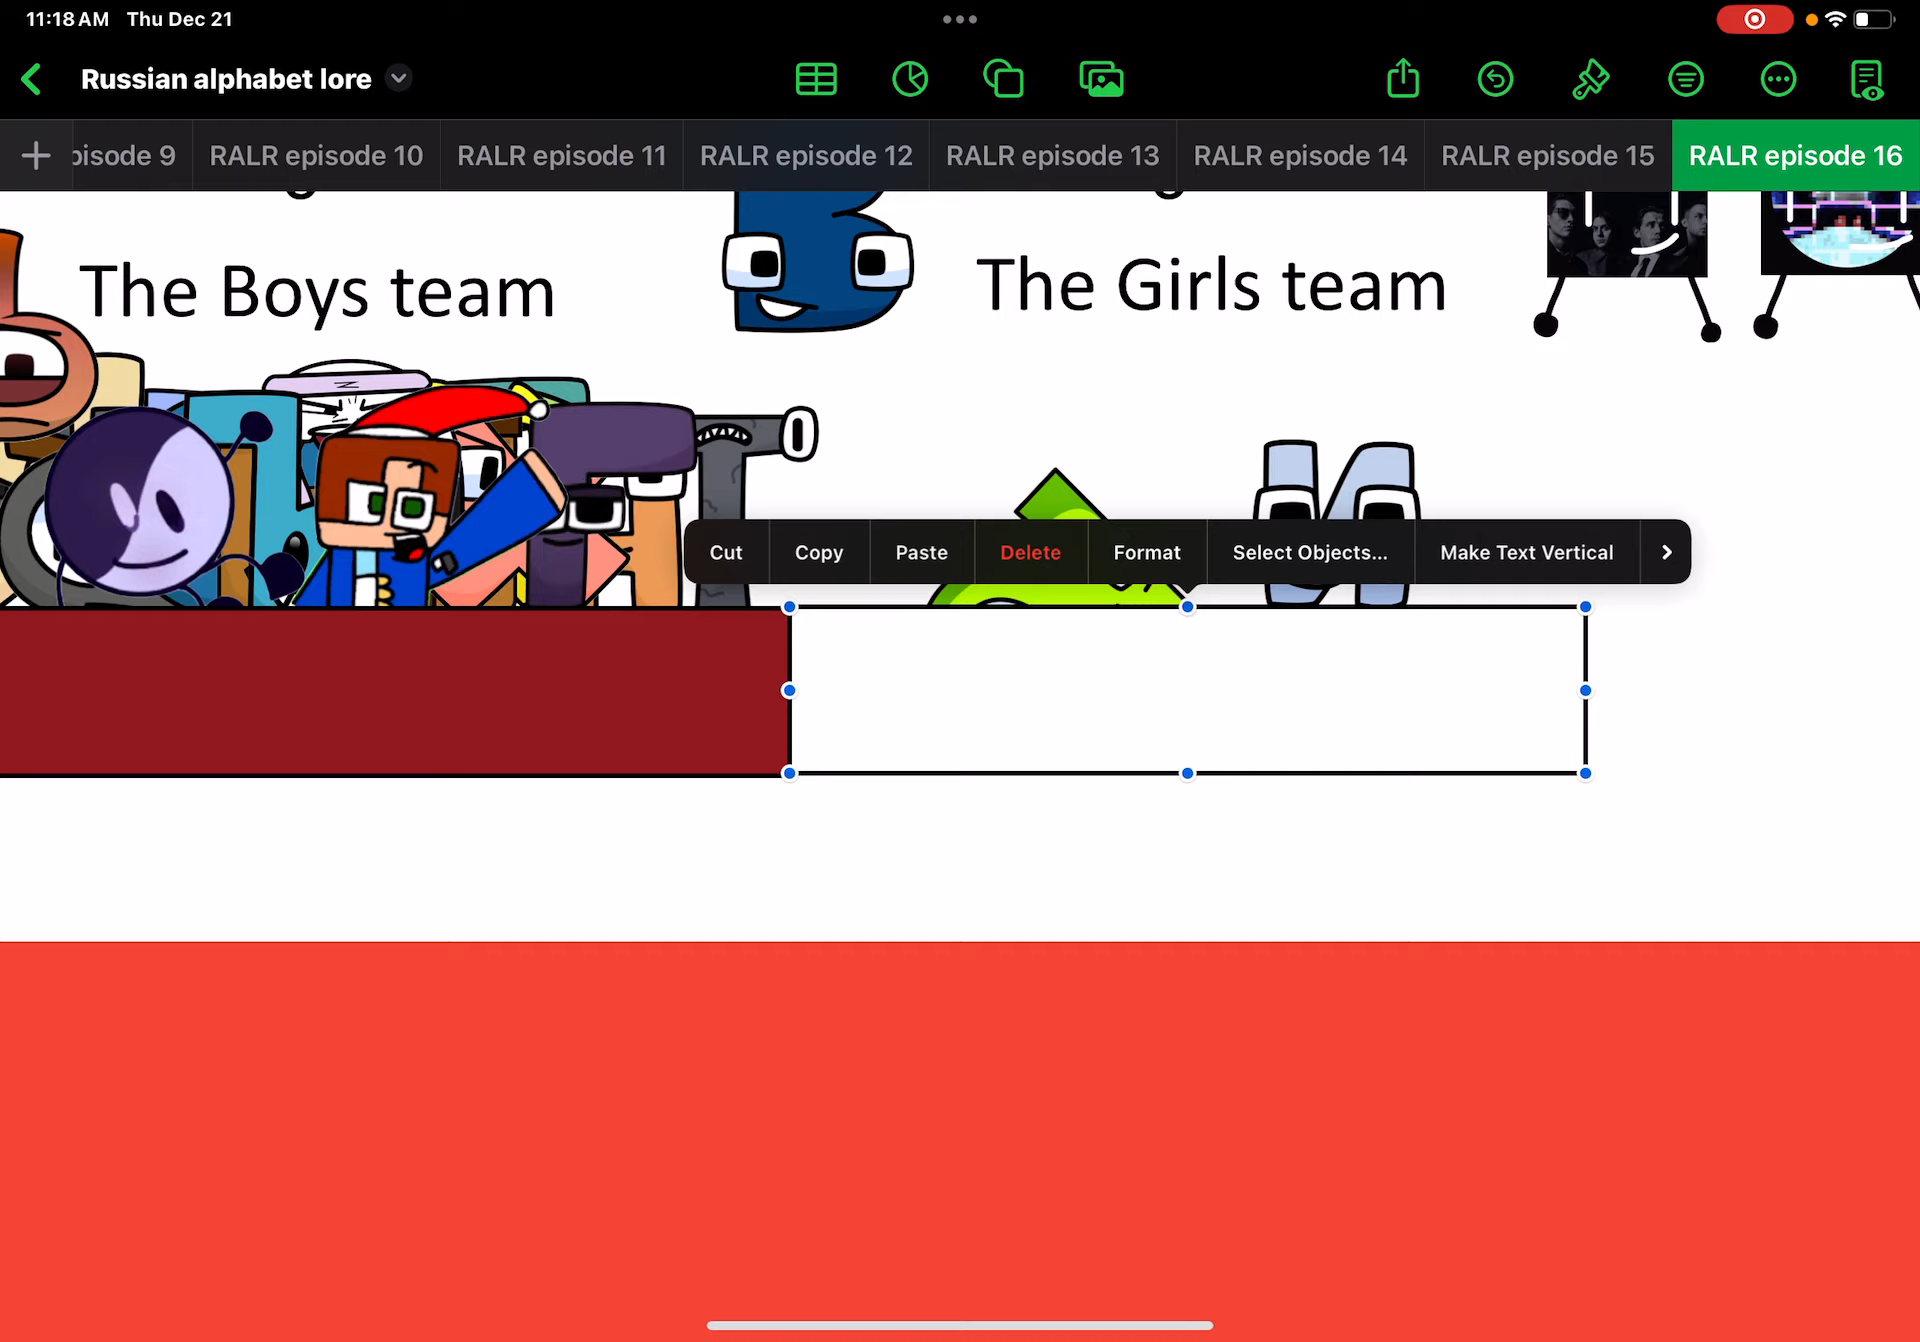 11:18 AM Thu Dec 21
Russian alphabet lore
pisode 9
RALR episode 10
RALR episode 11
RALR episode 12
RALR episode 13
RALR episode 14
RALR episode 15
RALR episode 16
The Boys team
The Girls team
Cut
Copy
Paste
Delete
Format
Select Objects...
Make Text Vertical